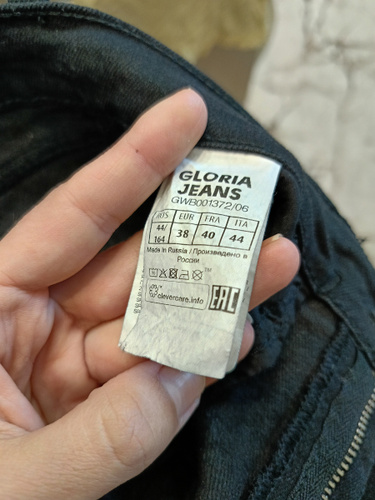 GLORIA
JEANS
GWB001372/06
RUS EUR FRA ITA
44/164 38 40 44
Made in Russia / Произведено в
России
clevercare.info
EAC